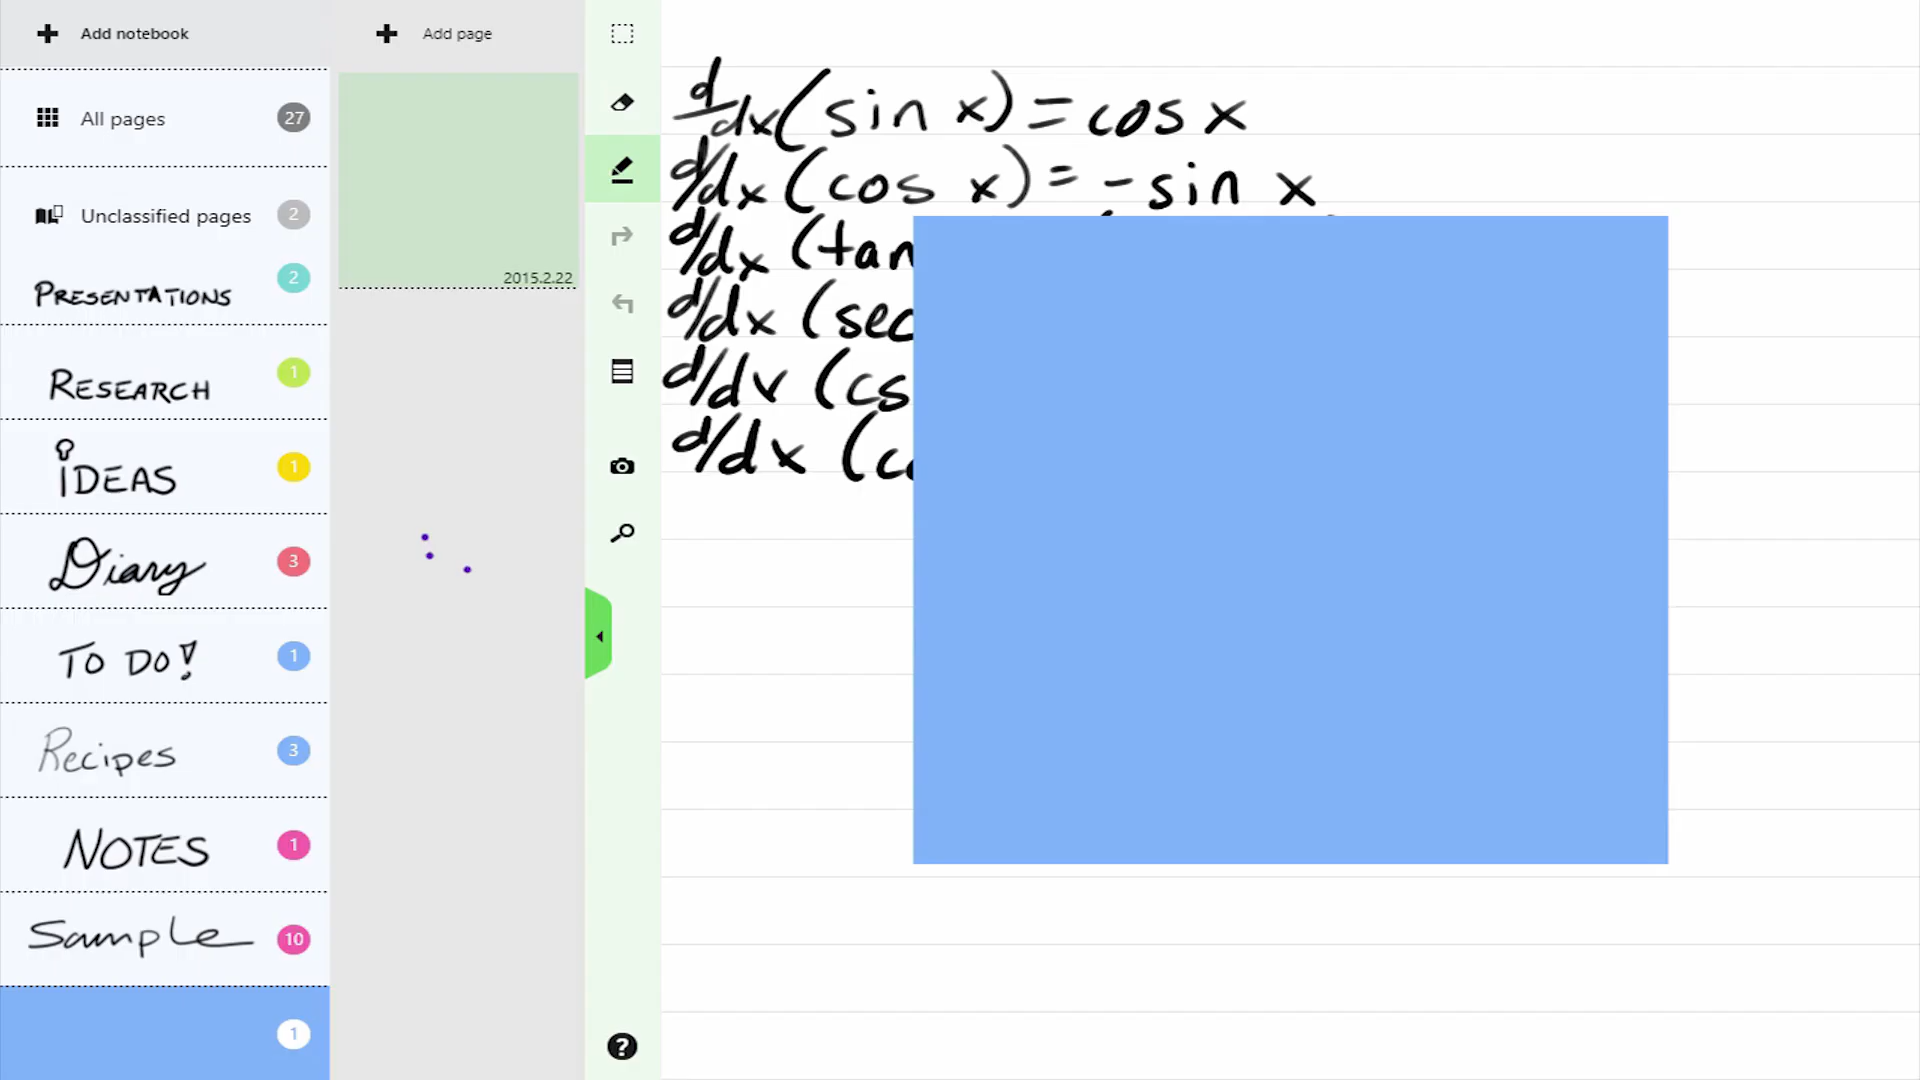 Add notebook
All pages 27
Unclassified pages 2
PRESENTATIONS 2
RESEARCH 1
IDEAS 1
Diary 3
TO DO! 1
Recipes 3
NOTES 1
Sample 10
1
Add page
2015.2.22
?
d/dx(sin x) = cos x
d/dx (cos x) = -sin x
d/dx (tan
d/dx (sec
d/dv (cs
d/dx (c